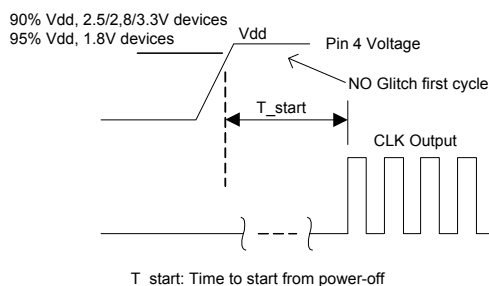 90% Vdd, 2.5/2,8/3.3V devices
95% Vdd, 1.8V devices
Vdd
Pin 4 Voltage
NO Glitch first cycle
T_start
CLK Output
T_start: Time to start from power-off